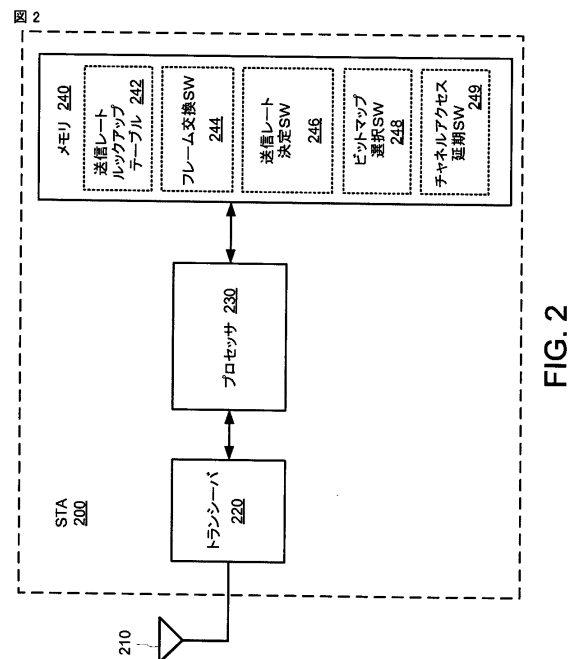 図 2
メモリ 240
送信レート
ルックアップ
テーブル 242
フレーム交換SW
244
送信レート
決定SW
246
ビットマップ
選択SW
248
チャネルアクセス
延期SW
249
プロセッサ 230
トランシーバ
220
STA
200
210
FIG. 2